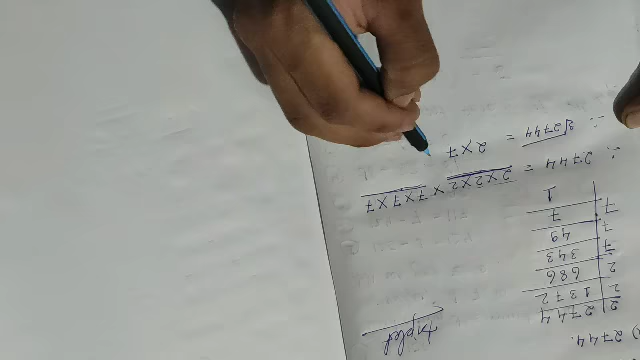 ) 2744.
triplet
2 | 2744
2 | 1372
2 | 686
7 | 343
7 | 49
7 | 7
1
∴ 2744 = 2×2×2 × 7×7×7
∴ ∛2744 = 2×7